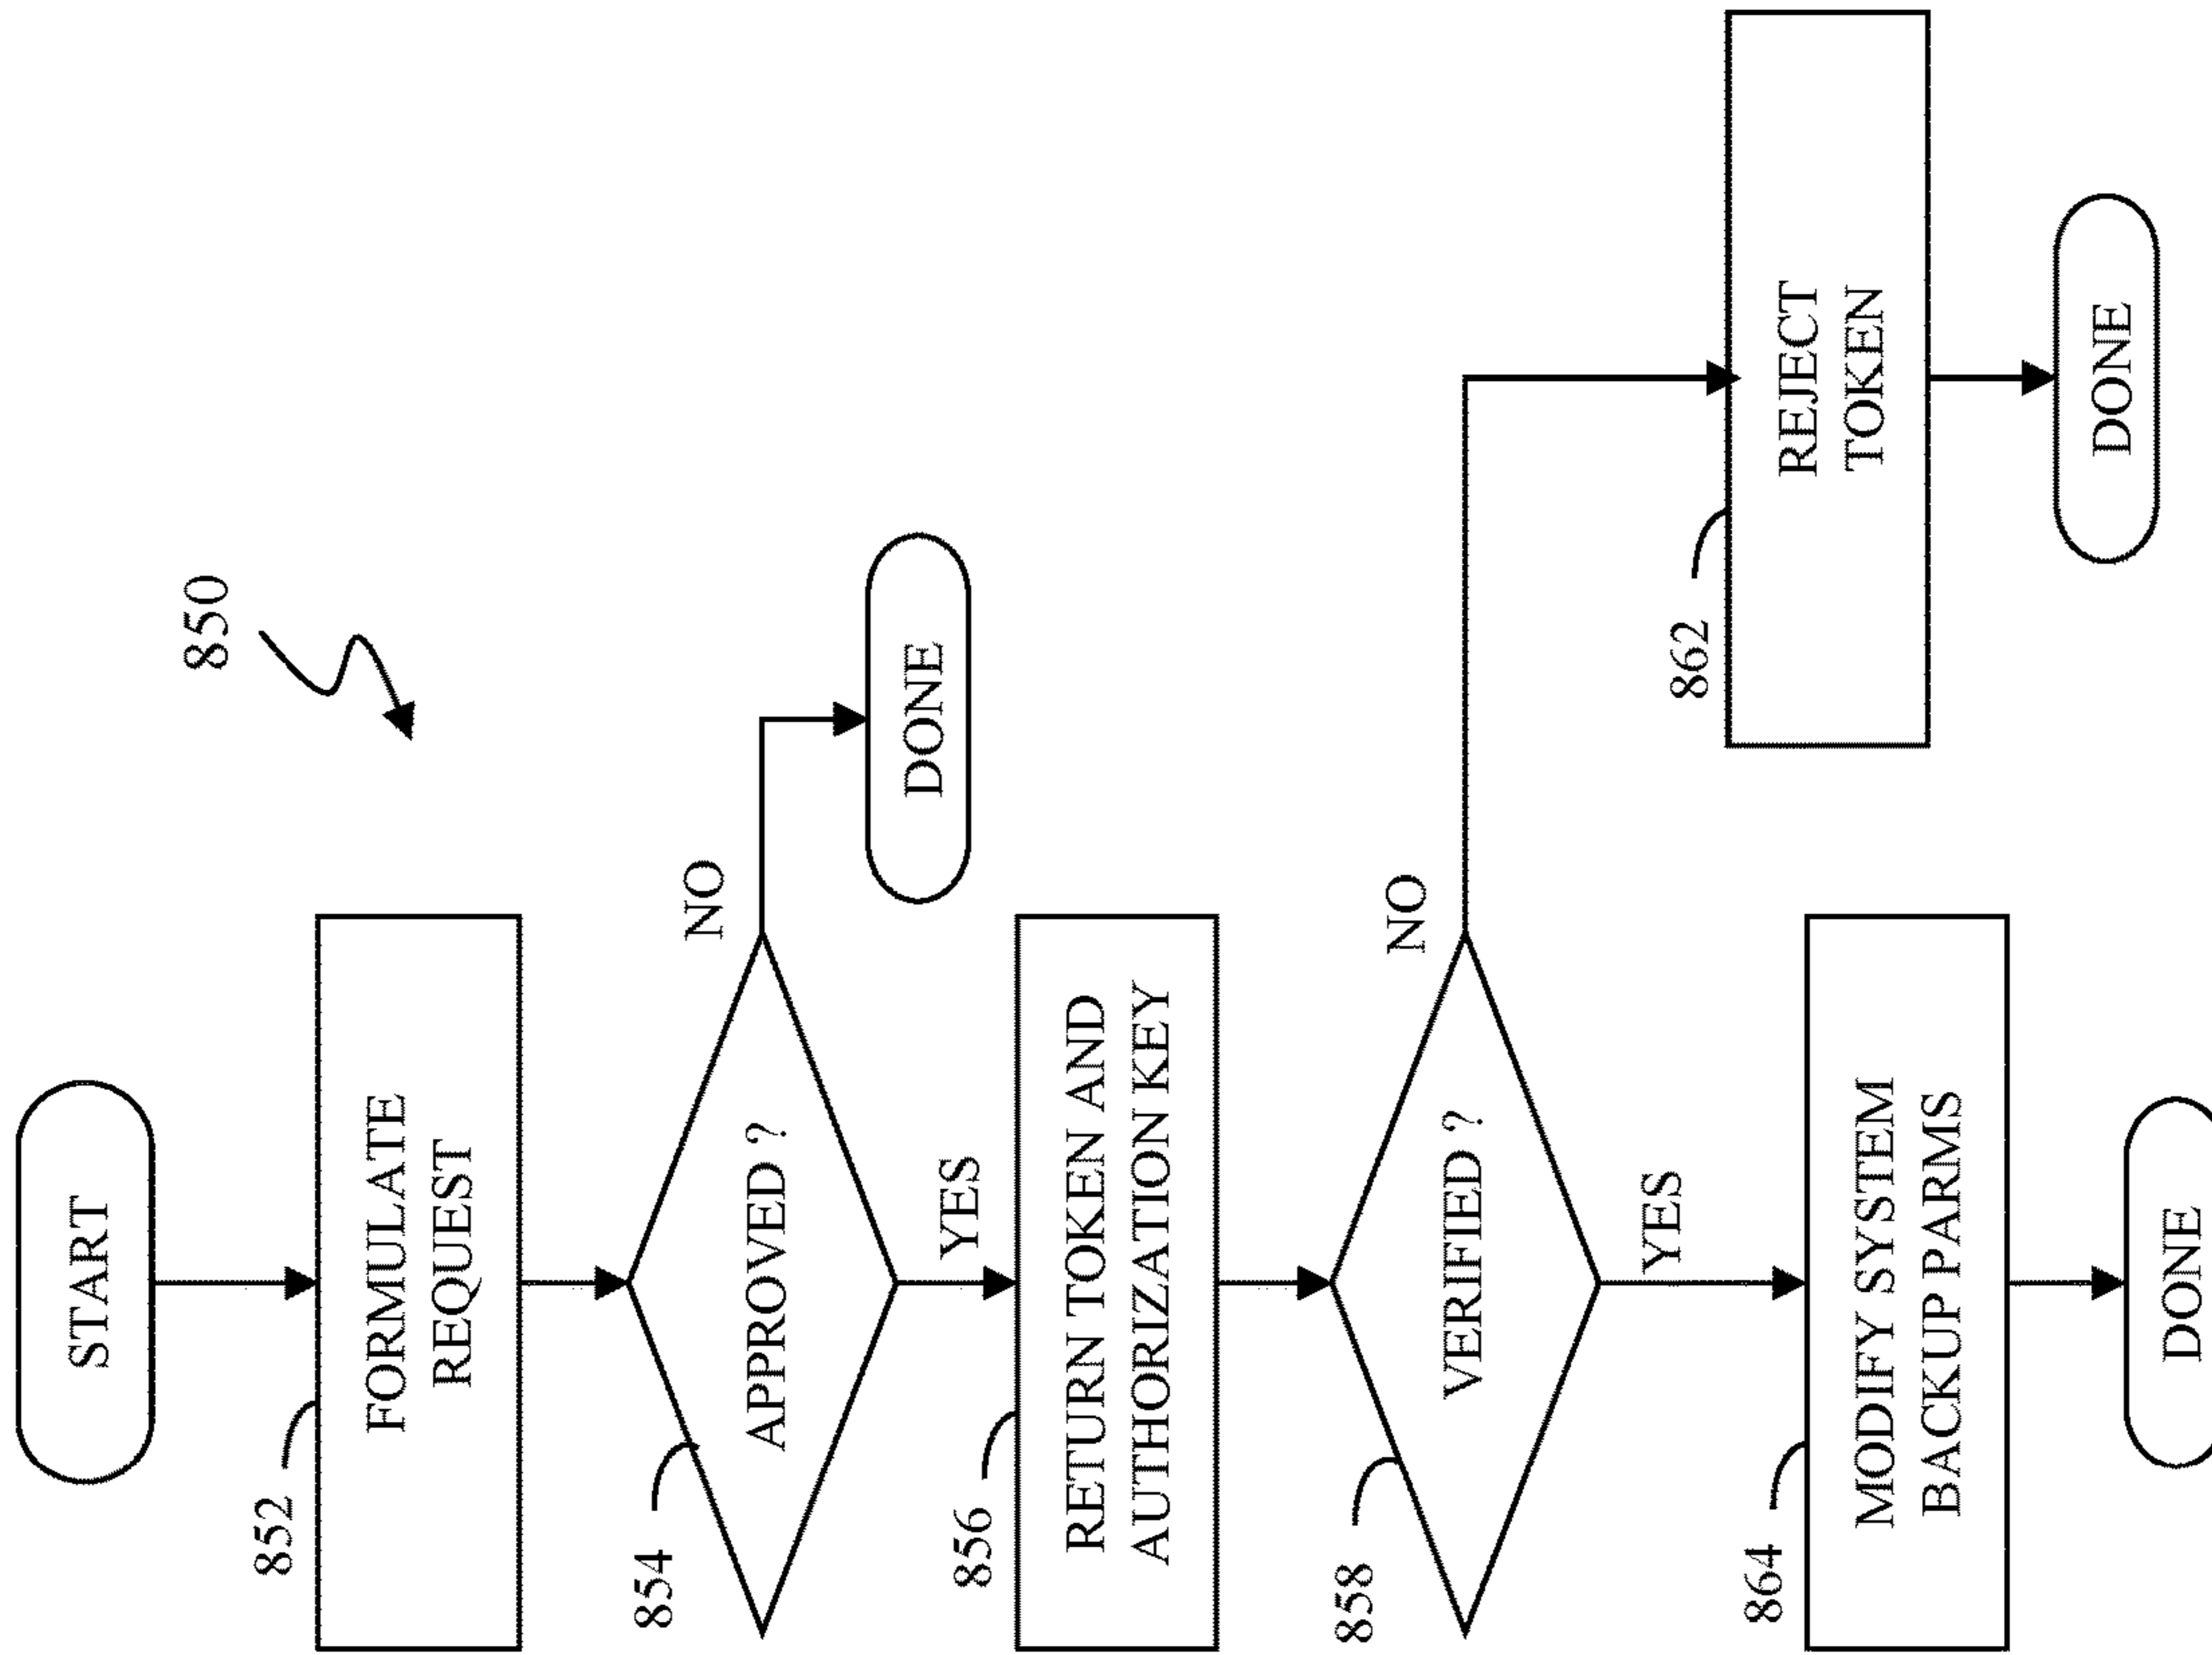 850
START
852
FORMULATE
REQUEST
854
APPROVED ?
NO
DONE
YES
856
RETURN TOKEN AND
AUTHORIZATION KEY
858
VERIFIED ?
NO
862
REJECT
TOKEN
DONE
YES
864
MODIFY SYSTEM
BACKUP PARMS
DONE